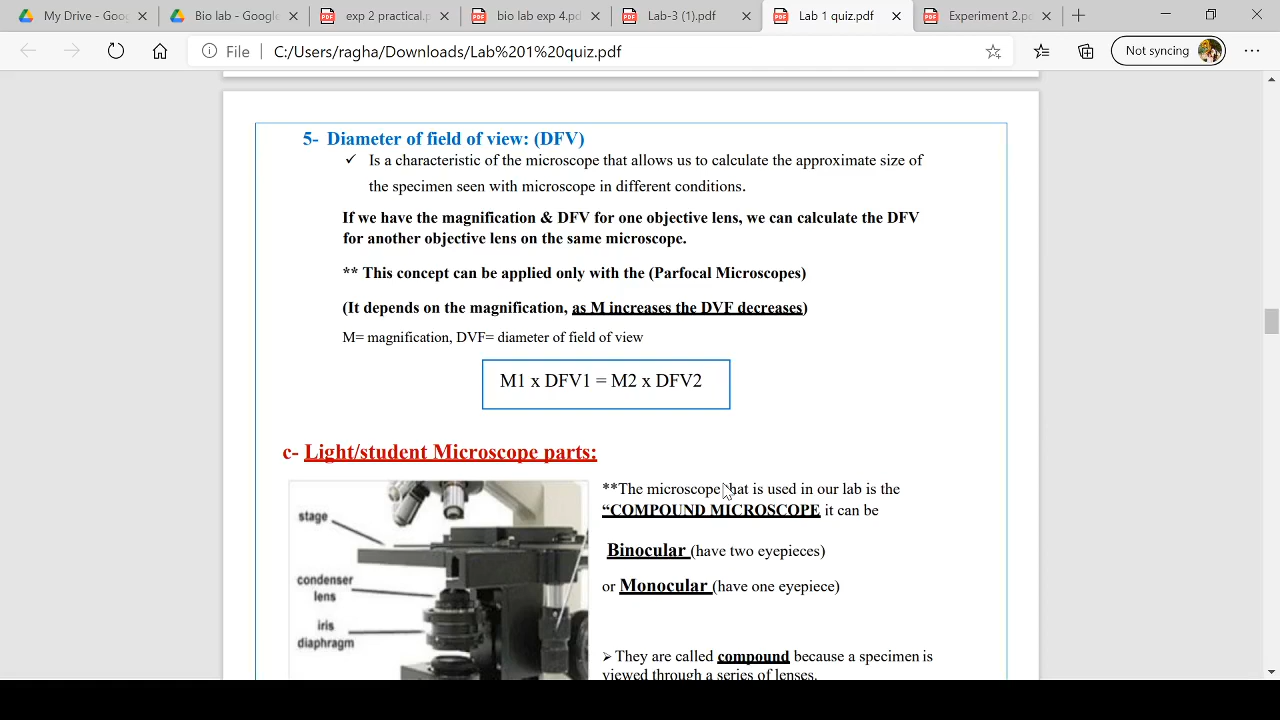 My Drive - Goog
Bio lab - Google
exp 2 practical.p
bio lab exp 4.pd
Lab-3 (1).pdf
Lab 1 quiz.pdf
Experiment 2.pd
File
C:/Users/ragha/Downloads/Lab%201%20quiz.pdf
Not syncing
5- Diameter of field of view: (DFV)
✓ Is a characteristic of the microscope that allows us to calculate the approximate size of
the specimen seen with microscope in different conditions.
If we have the magnification & DFV for one objective lens, we can calculate the DFV
for another objective lens on the same microscope.
** This concept can be applied only with the (Parfocal Microscopes)
(It depends on the magnification, as M increases the DVF decreases)
M= magnification, DVF= diameter of field of view
M1 x DFV1 = M2 x DFV2
c- Light/student Microscope parts:
stage
condenser
lens
iris
diaphragm
**The microscope that is used in our lab is the
“COMPOUND MICROSCOPE it can be
Binocular (have two eyepieces)
or Monocular (have one eyepiece)
➢ They are called compound because a specimen is
viewed through a series of lenses.